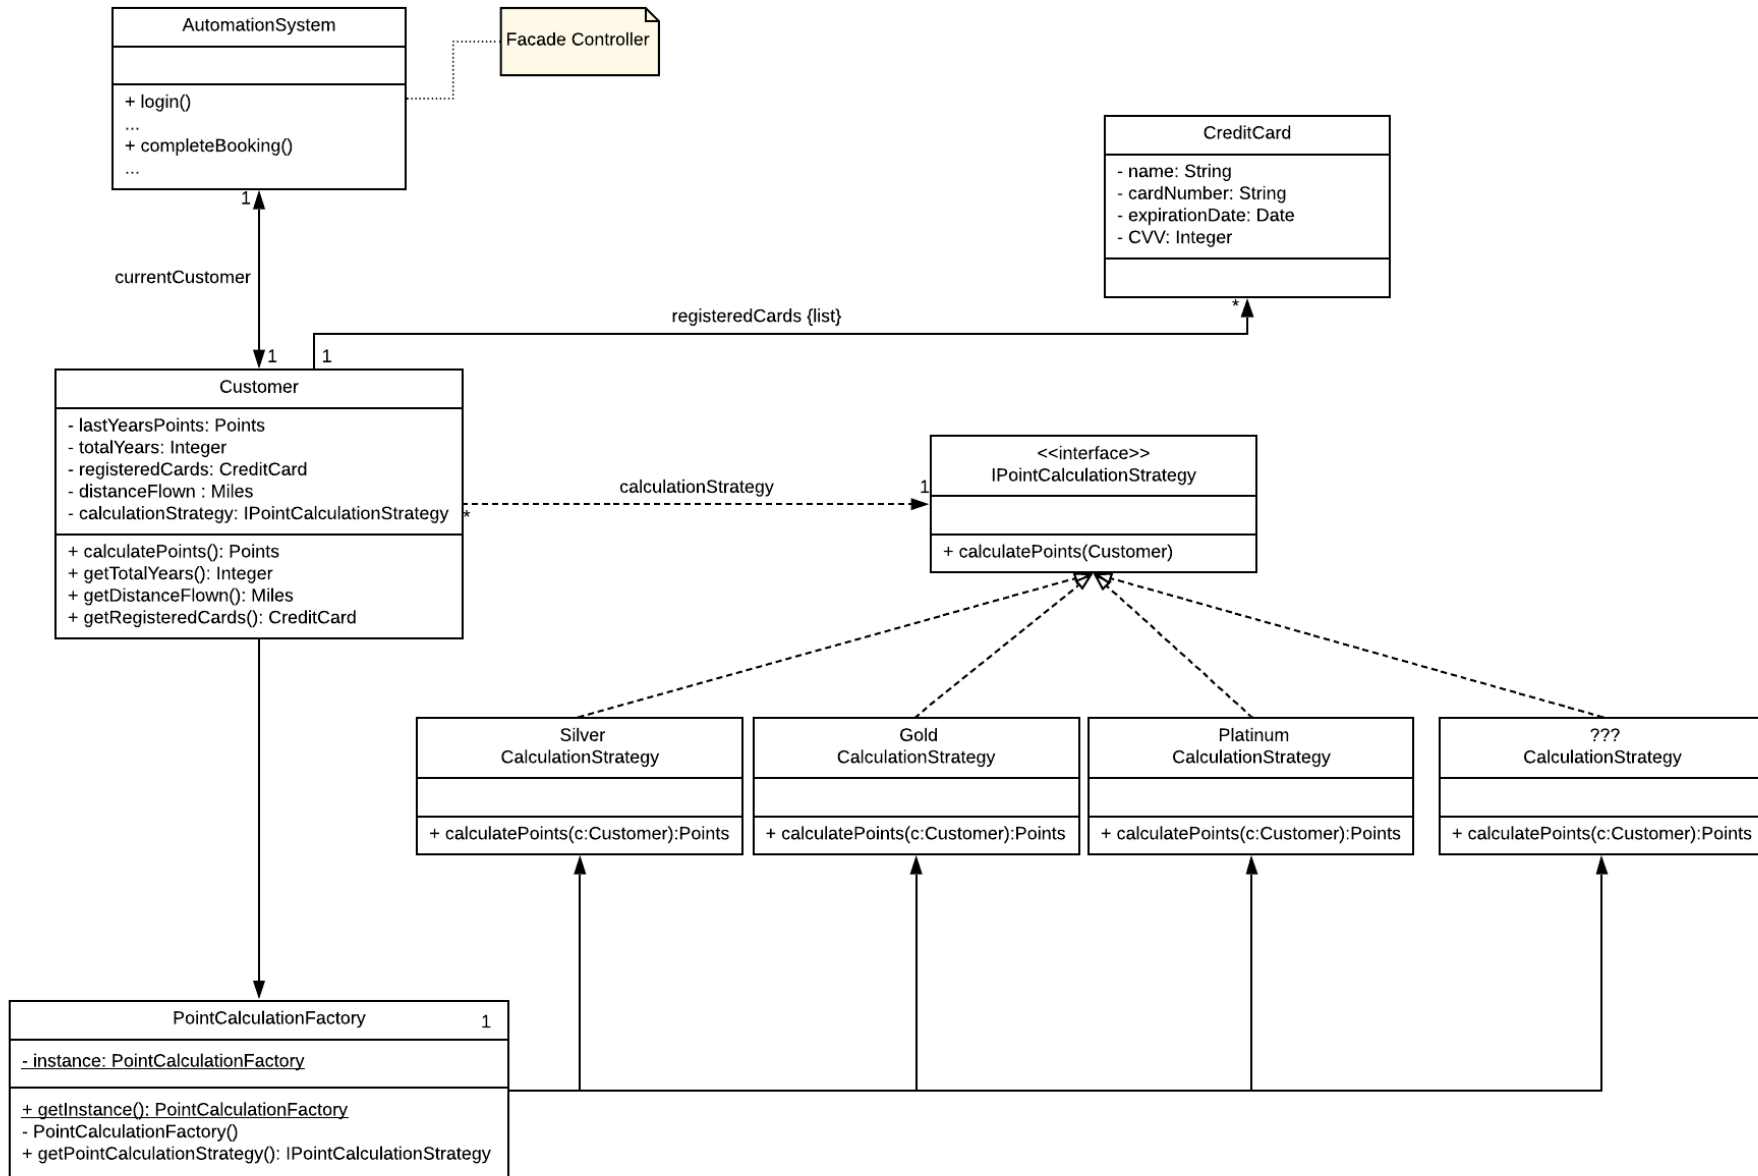 AutomationSystem
+ login()
...
+ completeBooking()
...
Facade Controller
CreditCard
- name: String
- cardNumber: String
- expirationDate: Date
- CVV: Integer
1
currentCustomer
1
1
registeredCards {list}
*
Customer
- lastYearsPoints: Points
- totalYears: Integer
- registeredCards: CreditCard
- distanceFlown : Miles
- calculationStrategy: IPointCalculationStrategy
+ calculatePoints(): Points
+ getTotalYears(): Integer
+ getDistanceFlown(): Miles
+ getRegisteredCards(): CreditCard
*
calculationStrategy
1
<<interface>>
IPointCalculationStrategy
+ calculatePoints(Customer)
Silver
CalculationStrategy
+ calculatePoints(c:Customer):Points
Gold
CalculationStrategy
+ calculatePoints(c:Customer):Points
Platinum
CalculationStrategy
+ calculatePoints(c:Customer):Points
???
CalculationStrategy
+ calculatePoints(c:Customer):Points
PointCalculationFactory
1
- instance: PointCalculationFactory
+ getInstance(): PointCalculationFactory
- PointCalculationFactory()
+ getPointCalculationStrategy(): IPointCalculationStrategy